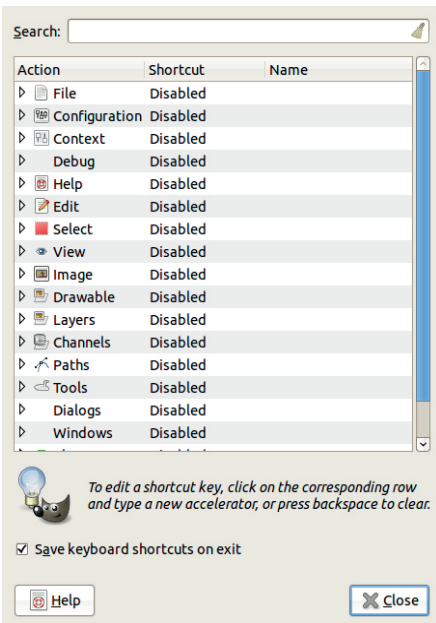 Search:
Action Shortcut Name
File Disabled
Configuration Disabled
Context Disabled
Debug Disabled
Help Disabled
Edit Disabled
Select Disabled
View Disabled
Image Disabled
Drawable Disabled
Layers Disabled
Channels Disabled
Paths Disabled
Tools Disabled
Dialogs Disabled
Windows Disabled
To edit a shortcut key, click on the corresponding row
and type a new accelerator, or press backspace to clear.
Save keyboard shortcuts on exit
Help Close